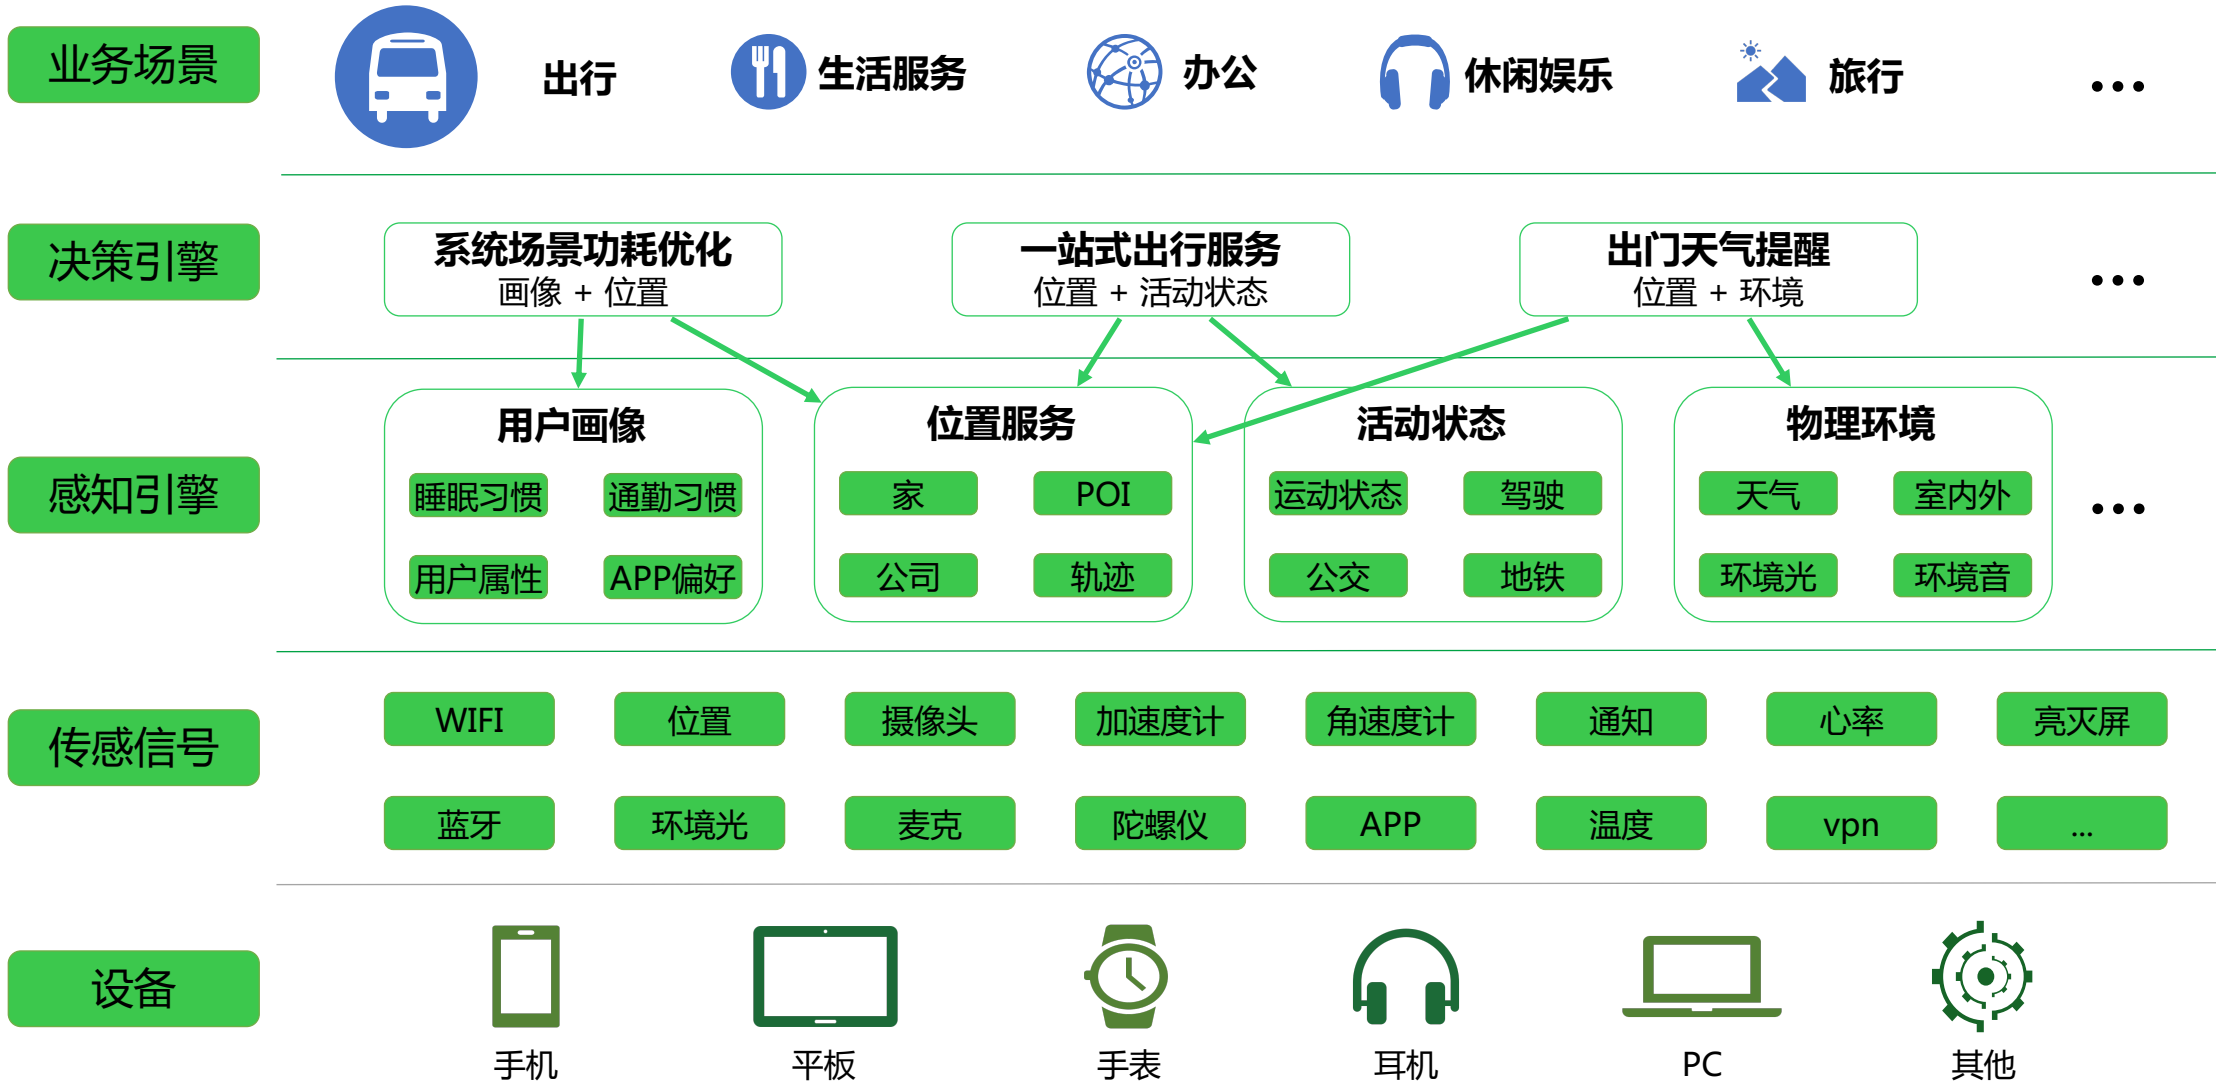 业务场景
出行
生活服务
办公
休闲娱乐
旅行
...
决策引擎
系统场景功耗优化
画像 + 位置
一站式出行服务
位置 + 活动状态
出门天气提醒
位置 + 环境
...
感知引擎
用户画像
睡眠习惯
通勤习惯
用户属性
APP偏好
位置服务
家
POI
公司
轨迹
活动状态
运动状态
驾驶
公交
地铁
物理环境
天气
室内外
环境光
环境音
...
传感信号
WIFI
位置
摄像头
加速度计
角速度计
通知
心率
亮灭屏
蓝牙
环境光
麦克
陀螺仪
APP
温度
vpn
...
设备
手机
平板
手表
耳机
PC
其他